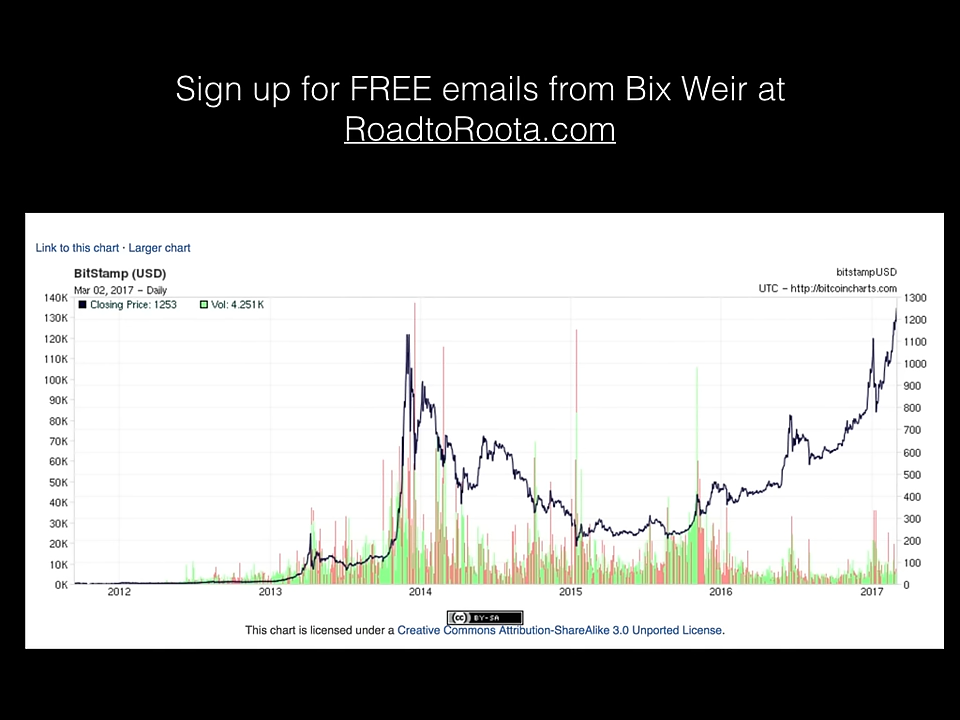 Sign up for FREE emails from Bix Weir at
RoadtoRoota.com
Link to this chart · Larger chart
BitStamp (USD)
bitstampUSD
Mar 02, 2017 – Daily
UTC – http://bitcoincharts.com
Closing Price: 1253
Vol: 4.251K
140K
130K
120K
110K
100K
90K
80K
70K
60K
50K
40K
30K
20K
10K
0K
1300
1200
1100
1000
900
800
700
600
500
400
300
200
100
0
2012 2013 2014 2015 2016 2017
(cc) BY-SA
This chart is licensed under a Creative Commons Attribution-ShareAlike 3.0 Unported License.